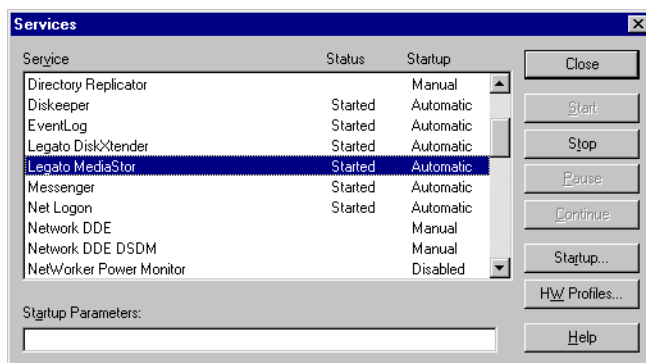 Services
Service Status Startup
Directory Replicator Manual
Diskeeper Started Automatic
EventLog Started Automatic
Legato DiskXtender Started Automatic
Legato MediaStor Started Automatic
Messenger Started Automatic
Net Logon Started Automatic
Network DDE Manual
Network DDE DSDM Manual
NetWorker Power Monitor Disabled
Startup Parameters:
Close
Start
Stop
Pause
Continue
Startup...
HW Profiles...
Help